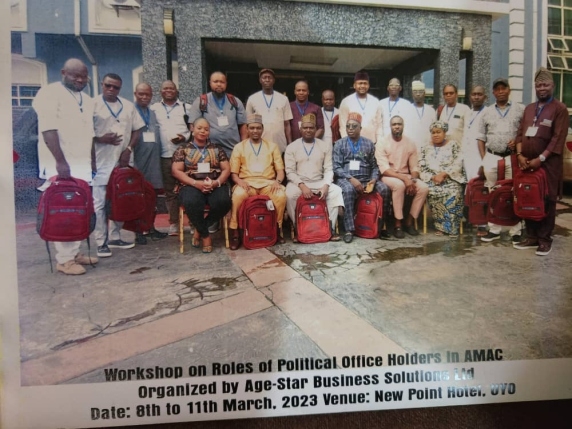 Workshop on Roles of Political Office Holders in AMAC
Organized by Age-Star Business Solutions Ltd
Date: 8th to 11th March, 2023 Venue: New Point Hotel, UYO